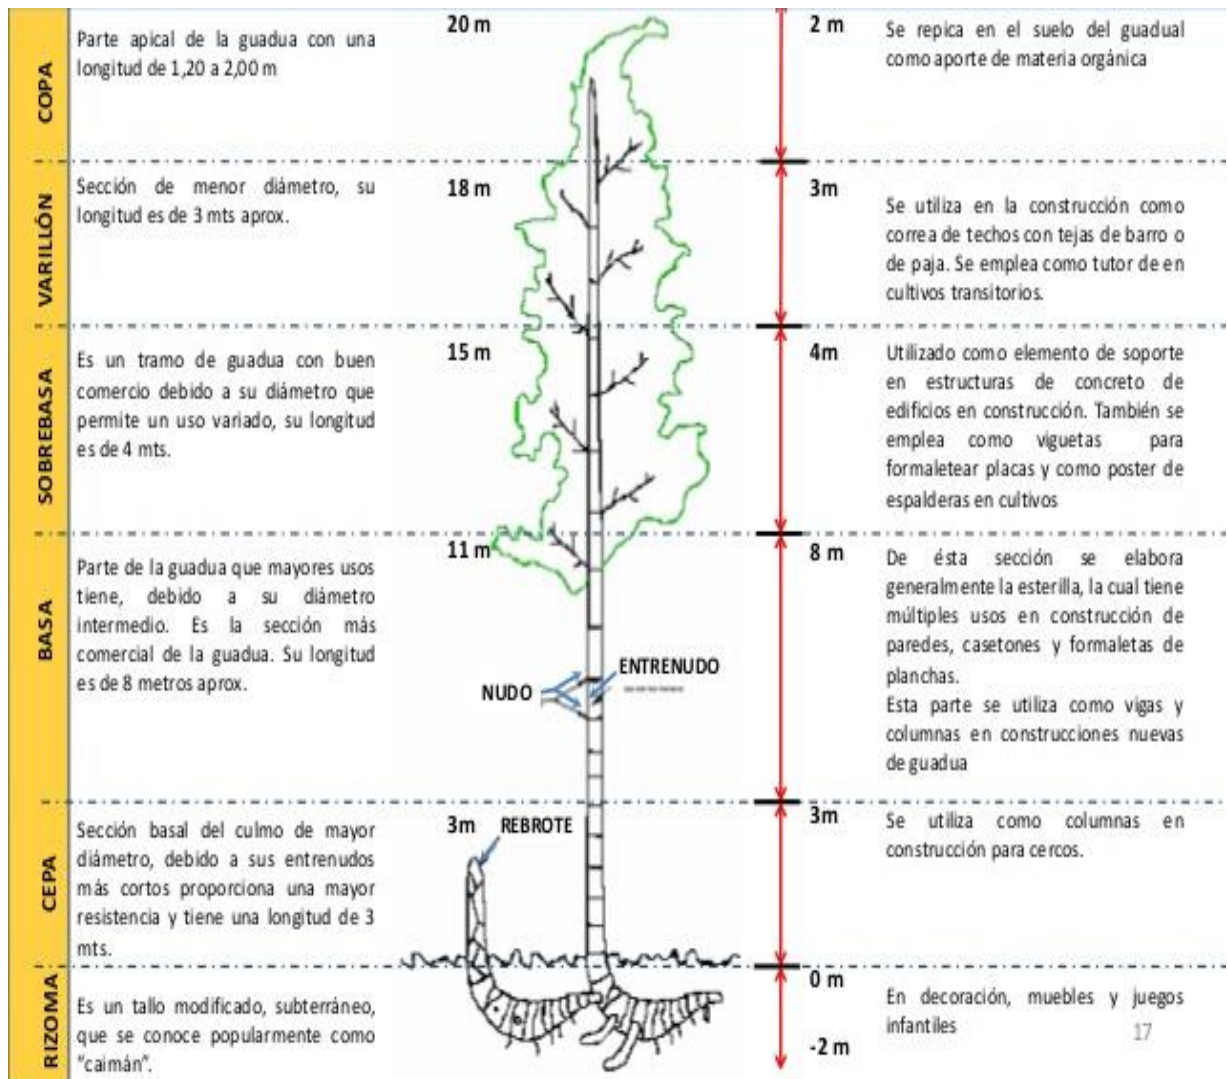 COPA
Parte apical de la guadua con una
longitud de 1,20 a 2,00 m
20 m
2 m
Se repica en el suelo del guadual
como aporte de materia orgánica
VARILLÓN
Sección de menor diámetro, su
longitud es de 3 mts aprox.
18 m
3m
Se utiliza en la construcción como
correa de techos con tejas de barro o
de paja. Se emplea como tutor de en
cultivos transitorios.
SOBREBASA
Es un tramo de guadua con buen
comercio debido a su diámetro que
permite un uso variado, su longitud
es de 4 mts.
15 m
4m
Utilizado como elemento de soporte
en estructuras de concreto de
edificios en construcción. También se
emplea como viguetas para
formaletear placas y como poster de
espalderas en cultivos
BASA
Parte de la guadua que mayores usos
tiene, debido a su diámetro
intermedio. Es la sección más
comercial de la guadua. Su longitud
es de 8 metros aprox.
11 m
NUDO
ENTRENUDO
8 m
De ésta sección se elabora
generalmente la esterilla, la cual tiene
múltiples usos en construcción de
paredes, casetones y formaletas de
planchas.
Esta parte se utiliza como vigas y
columnas en construcciones nuevas
de guadua
CEPA
Sección basal del culmo de mayor
diámetro, debido a sus entrenudos
más cortos proporciona una mayor
resistencia y tiene una longitud de 3
mts.
3m
REBROTE
3m
Se utiliza como columnas en
construcción para cercos.
RIZOMA
Es un tallo modificado, subterráneo,
que se conoce popularmente como
"caimán".
0 m
-2 m
En decoración, muebles y juegos
infantiles
17